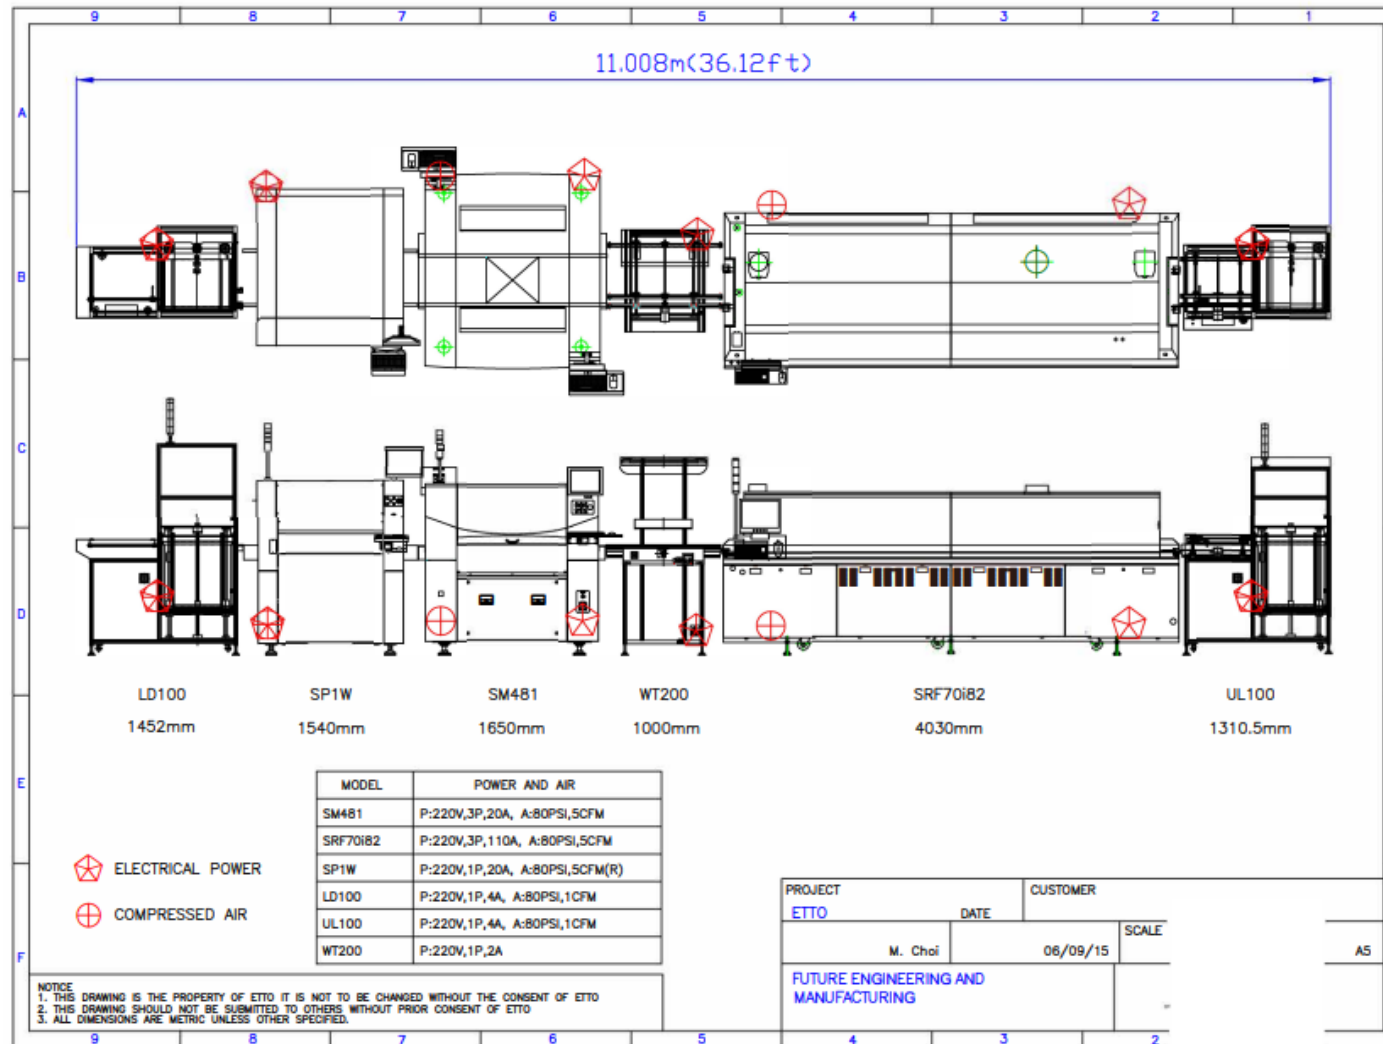 9 8 7 6 5 4 3 2 1
11.008m(36.12ft)
A
B
C
D
E
F
LD100 SP1W SM481 WT200 SRF70i82 UL100
1452mm 1540mm 1650mm 1000mm 4030mm 1310.5mm
MODEL POWER AND AIR
SM481 P:220V,3P,20A, A:80PSI,5CFM
SRF70i82 P:220V,3P,110A, A:80PSI,5CFM
SP1W P:220V,1P,20A, A:80PSI,5CFM(R)
LD100 P:220V,1P,4A, A:80PSI,1CFM
UL100 P:220V,1P,4A, A:80PSI,1CFM
WT200 P:220V,1P,2A
ELECTRICAL POWER
COMPRESSED AIR
PROJECT CUSTOMER
ETTO DATE
SCALE
M. Choi 06/09/15 A5
FUTURE ENGINEERING AND
MANUFACTURING
NOTICE
1. THIS DRAWING IS THE PROPERTY OF ETTO IT IS NOT TO BE CHANGED WITHOUT THE CONSENT OF ETTO
2. THIS DRAWING SHOULD NOT BE SUBMITTED TO OTHERS WITHOUT PRIOR CONSENT OF ETTO
3. ALL DIMENSIONS ARE METRIC UNLESS OTHER SPECIFIED.
9 8 7 6 5 4 3 2